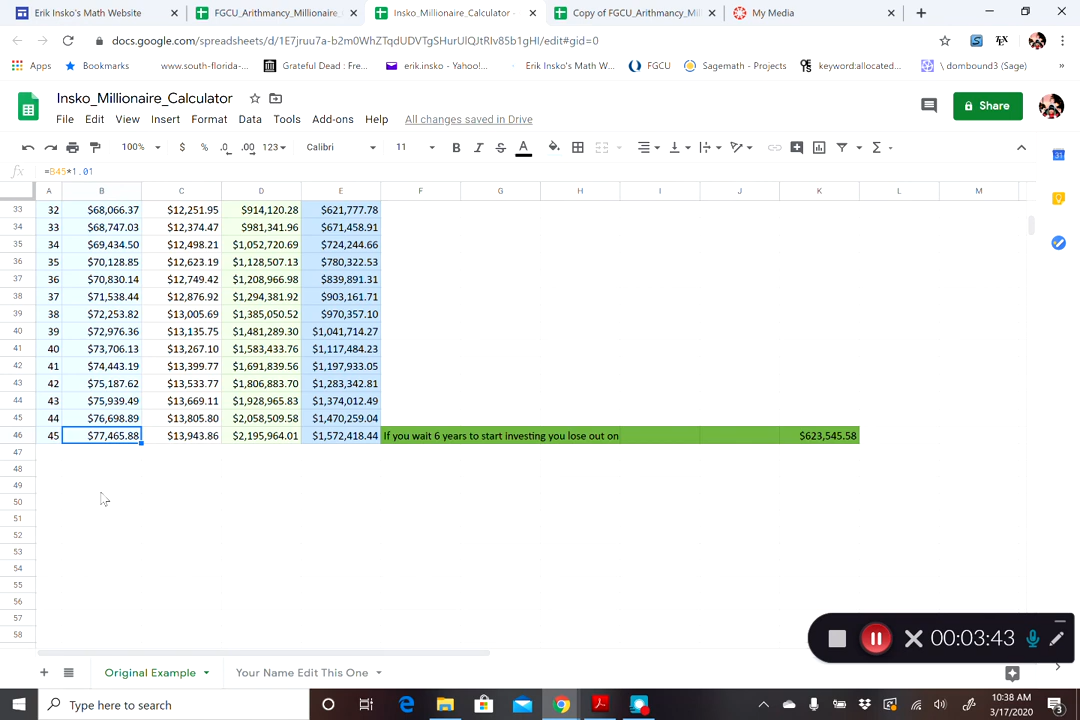 Erik Insko's Math Website
FGCU_Arithmancy_Millionaire_
Insko_Millionaire_Calculator -
Copy of FGCU_Arithmancy_Mi
My Media
docs.google.com/spreadsheets/d/1E7jruu7a-b2m0WhZTqdUDVTgSHurUlQJtRIv85b1gHI/edit#gid=0
Apps Bookmarks www.south-florida-... Grateful Dead : Fre... erik.insko - Yahoo!... Erik Insko's Math W... FGCU Sagemath - Projects keyword:allocated... \ dombound3 (Sage) »
Insko_Millionaire_Calculator
Share
File Edit View Insert Format Data Tools Add-ons Help All changes saved in Drive
100% $ % .0 .00 123 Calibri 11 B I S A
fx =B45*1.01
A B C D E F G H I J K L M
33 32 $68,066.37 $12,251.95 $914,120.28 $621,777.78
34 33 $68,747.03 $12,374.47 $981,341.96 $671,458.91
35 34 $69,434.50 $12,498.21 $1,052,720.69 $724,244.66
36 35 $70,128.85 $12,623.19 $1,128,507.13 $780,322.53
37 36 $70,830.14 $12,749.42 $1,208,966.98 $839,891.31
38 37 $71,538.44 $12,876.92 $1,294,381.92 $903,161.71
39 38 $72,253.82 $13,005.69 $1,385,050.52 $970,357.10
40 39 $72,976.36 $13,135.75 $1,481,289.30 $1,041,714.27
41 40 $73,706.13 $13,267.10 $1,583,433.76 $1,117,484.23
42 41 $74,443.19 $13,399.77 $1,691,839.56 $1,197,933.05
43 42 $75,187.62 $13,533.77 $1,806,883.70 $1,283,342.81
44 43 $75,939.49 $13,669.11 $1,928,965.83 $1,374,012.49
45 44 $76,698.89 $13,805.80 $2,058,509.58 $1,470,259.04
46 45 $77,465.88 $13,943.86 $2,195,964.01 $1,572,418.44 If you wait 6 years to start investing you lose out on $623,545.58
47
48
49
50
51
52
53
54
55
56
57
58
00:03:43
Original Example
Your Name Edit This One
Type here to search
10:38 AM
3/17/2020
3